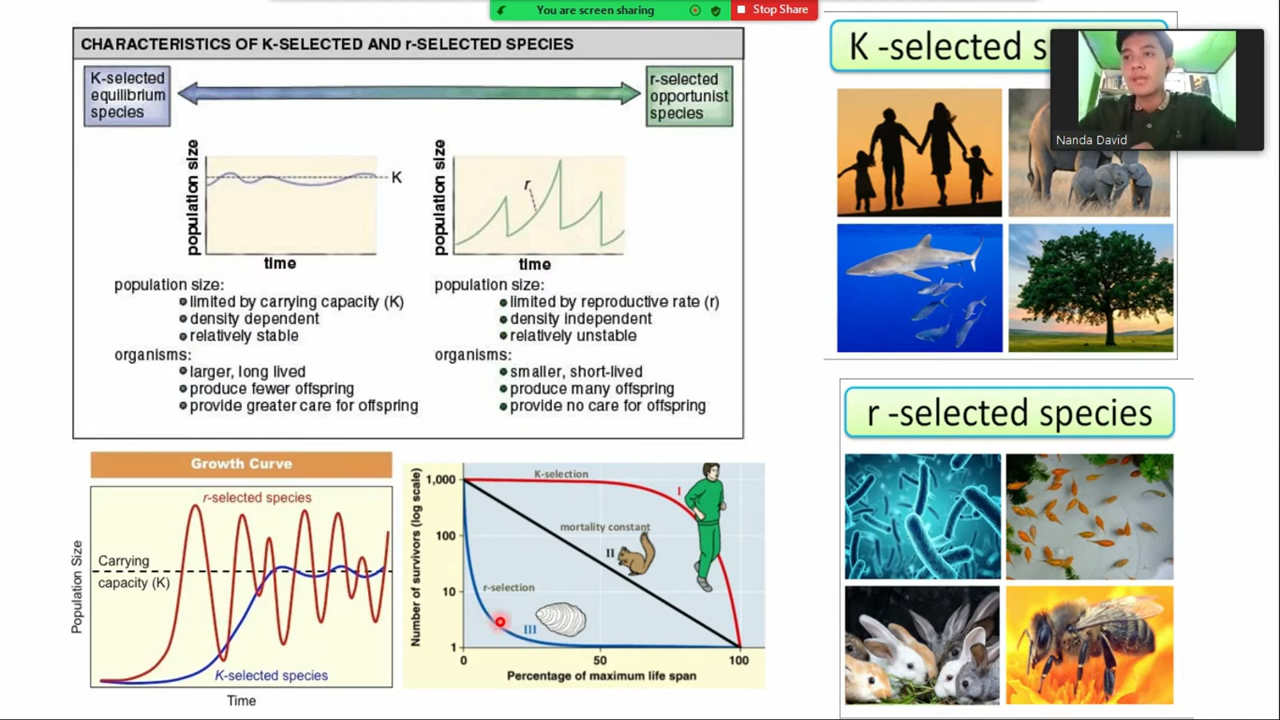 You are screen sharing
Stop Share
CHARACTERISTICS OF K-SELECTED AND r-SELECTED SPECIES
K-selected
equilibrium
species
r-selected
opportunist
species
population size
K
time
population size
r
time
population size:
limited by carrying capacity (K)
density dependent
relatively stable
organisms:
larger, long lived
produce fewer offspring
provide greater care for offspring
population size:
limited by reproductive rate (r)
density independent
relatively unstable
organisms:
smaller, short-lived
produce many offspring
provide no care for offspring
Growth Curve
r-selected species
Carrying
capacity (K)
K-selected species
Population Size
Time
Number of survivors (log scale)
1,000
100
10
1
K-selection
I
mortality constant
II
r-selection
III
0
50
100
Percentage of maximum life span
K -selected s
Nanda David
r -selected species